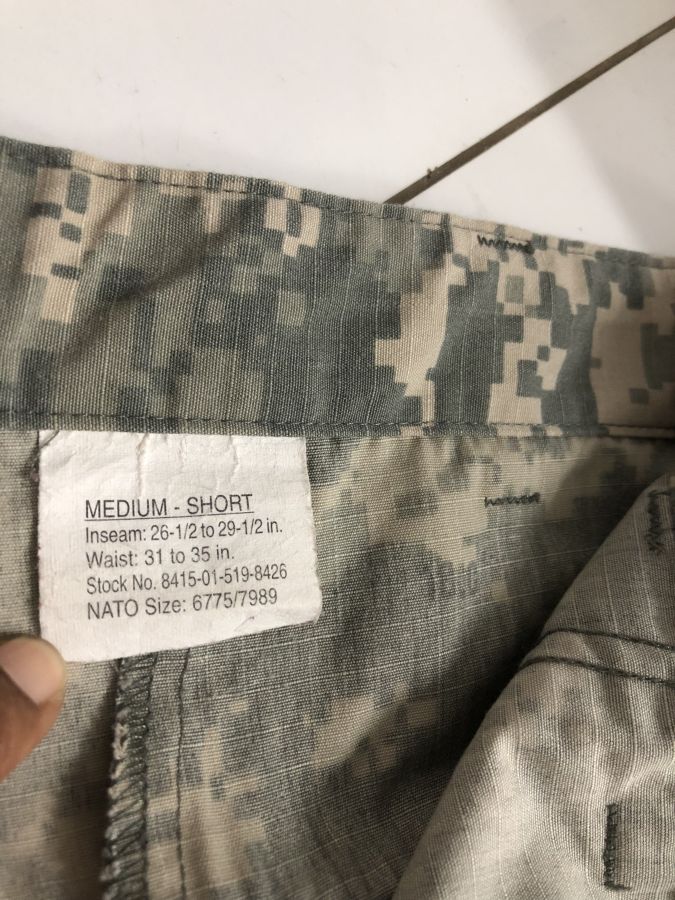 MEDIUM - SHORT
Inseam: 26-1/2 to 29-1/2 in.
Waist: 31 to 35 in.
Stock No. 8415-01-519-8426
NATO Size: 6775/7989